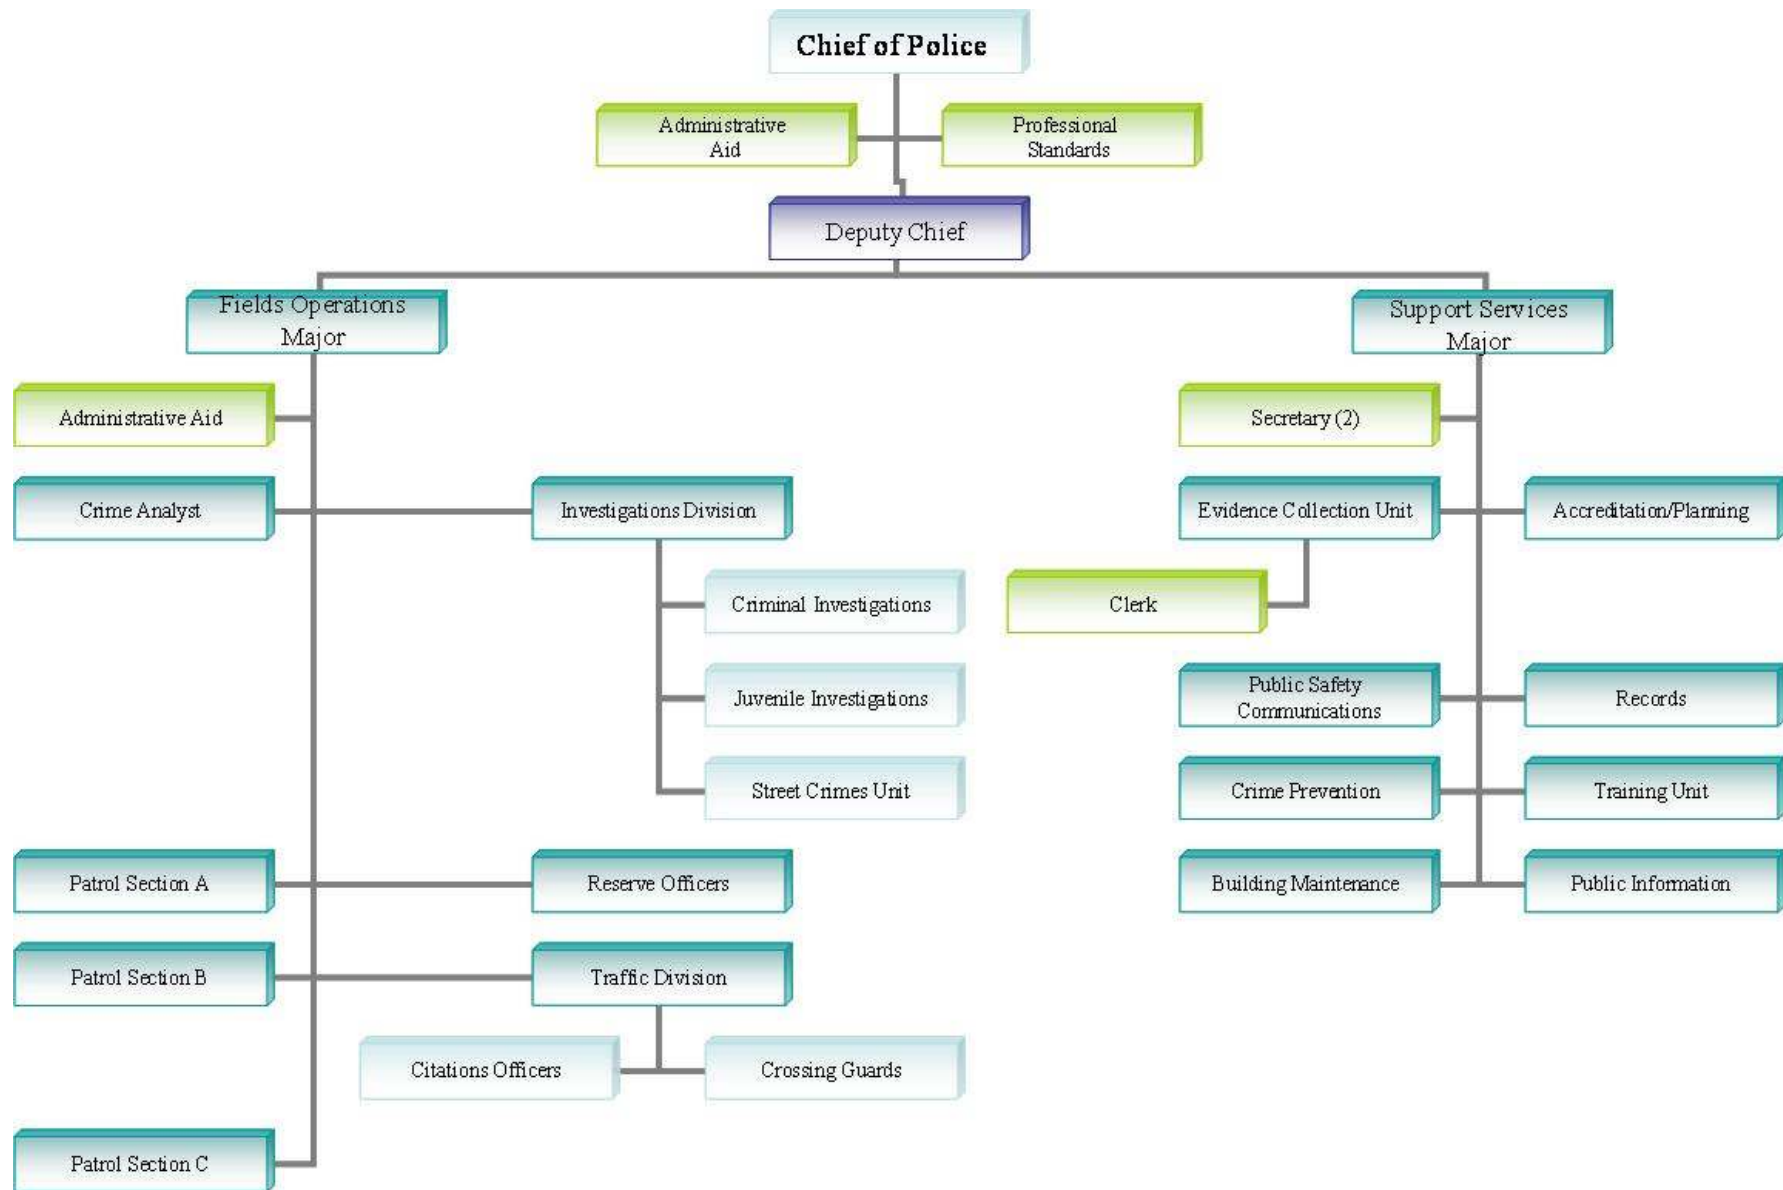 Chief of Police
Administrative
Aid
Professional
Standards
Deputy Chief
Fields Operations
Major
Support Services
Major
Administrative Aid
Secretary (2)
Crime Analyst
Investigations Division
Evidence Collection Unit
Accreditation/Planning
Criminal Investigations
Clerk
Juvenile Investigations
Public Safety
Communications
Records
Street Crimes Unit
Crime Prevention
Training Unit
Patrol Section A
Reserve Officers
Building Maintenance
Public Information
Patrol Section B
Traffic Division
Citations Officers
Crossing Guards
Patrol Section C